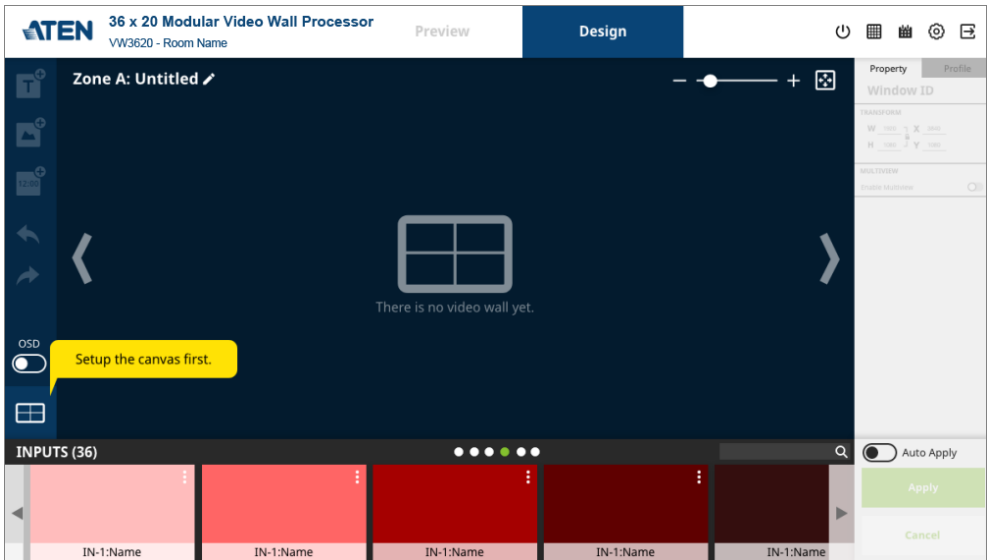 ATEN
36 x 20 Modular Video Wall Processor
VW3620 - Room Name
Preview
Design
Zone A: Untitled
Property
Profile
Window ID
TRANSFORM
W X
H Y
MULTIVIEW
Enable Multiview
T
12:00
There is no video wall yet.
OSD
Setup the canvas first.
INPUTS (36)
Auto Apply
Apply
Cancel
IN-1:Name
IN-1:Name
IN-1:Name
IN-1:Name
IN-1:Name